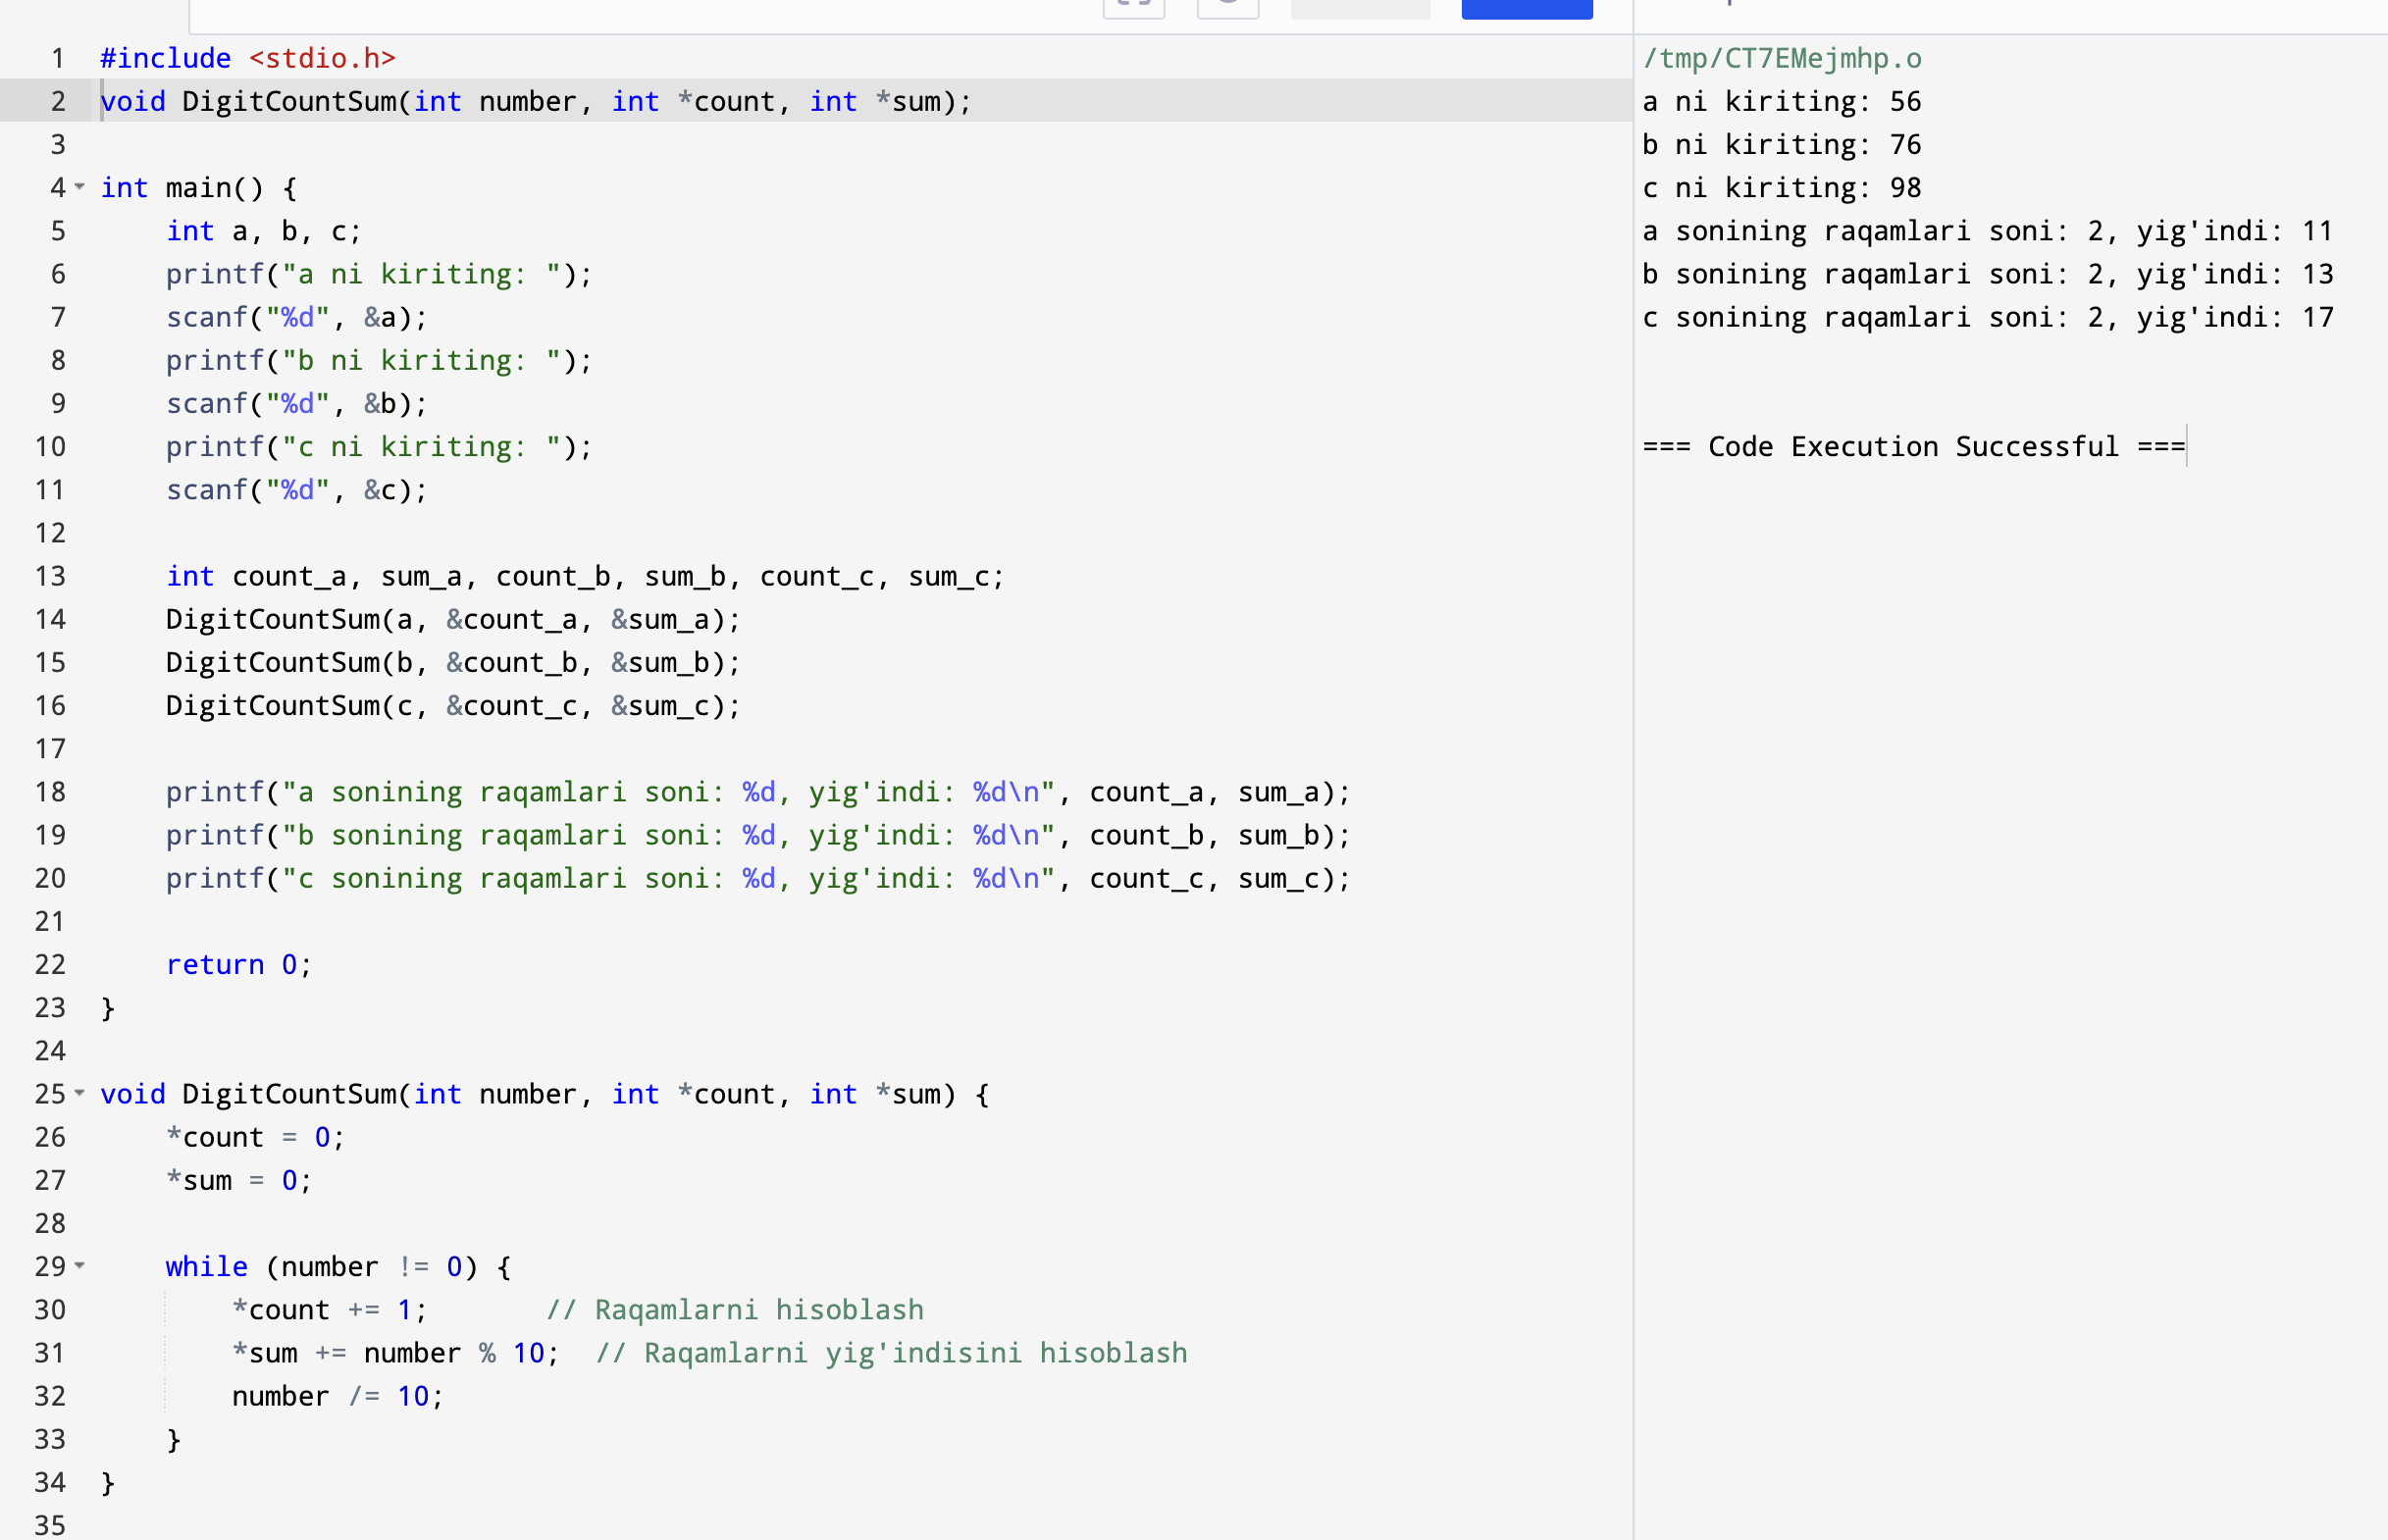 1 #include <stdio.h>
2 void DigitCountSum(int number, int *count, int *sum);
3
4 int main() {
5     int a, b, c;
6     printf("a ni kiriting: ");
7     scanf("%d", &a);
8     printf("b ni kiriting: ");
9     scanf("%d", &b);
10     printf("c ni kiriting: ");
11     scanf("%d", &c);
12
13     int count_a, sum_a, count_b, sum_b, count_c, sum_c;
14     DigitCountSum(a, &count_a, &sum_a);
15     DigitCountSum(b, &count_b, &sum_b);
16     DigitCountSum(c, &count_c, &sum_c);
17
18     printf("a sonining raqamlari soni: %d, yig'indi: %d\n", count_a, sum_a);
19     printf("b sonining raqamlari soni: %d, yig'indi: %d\n", count_b, sum_b);
20     printf("c sonining raqamlari soni: %d, yig'indi: %d\n", count_c, sum_c);
21
22     return 0;
23 }
24
25 void DigitCountSum(int number, int *count, int *sum) {
26     *count = 0;
27     *sum = 0;
28
29     while (number != 0) {
30         *count += 1;       // Raqamlarni hisoblash
31         *sum += number % 10;  // Raqamlarni yig'indisini hisoblash
32         number /= 10;
33     }
34 }
35
/tmp/CT7EMejmhp.o
a ni kiriting: 56
b ni kiriting: 76
c ni kiriting: 98
a sonining raqamlari soni: 2, yig'indi: 11
b sonining raqamlari soni: 2, yig'indi: 13
c sonining raqamlari soni: 2, yig'indi: 17
=== Code Execution Successful ===